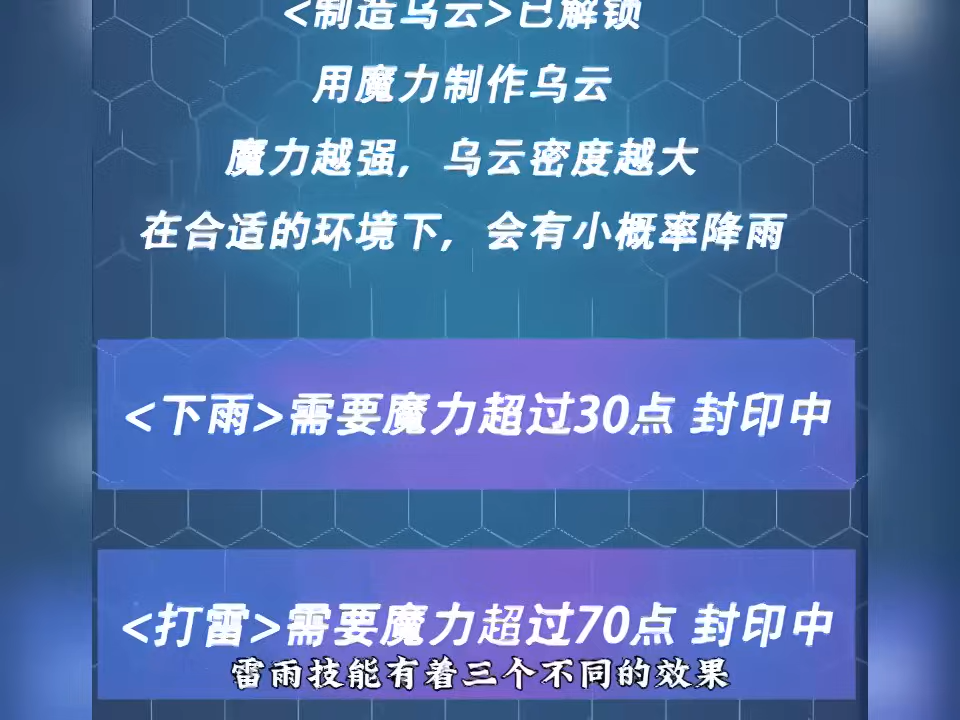 <制造乌云>已解锁
用魔力制作乌云
魔力越强，乌云密度越大
在合适的环境下，会有小概率降雨
<下雨>需要魔力超过30点 封印中
<打雷>需要魔力超过70点 封印中
雷雨技能有着三个不同的效果